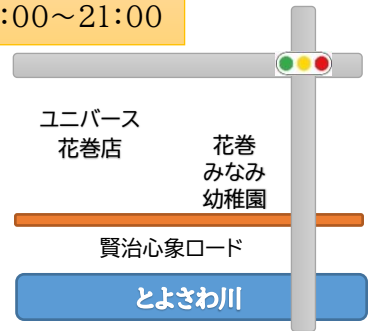 :00～21:00
ユニバース
花巻店
花巻
みなみ
幼稚園
賢治心象ロード
とよさわ川